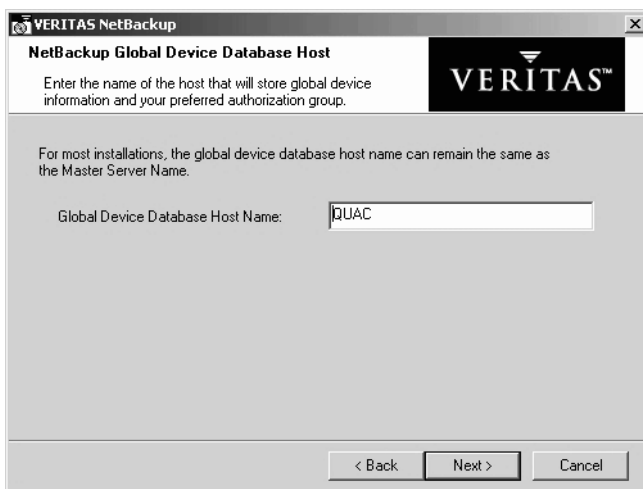 VERITAS NetBackup
NetBackup Global Device Database Host
Enter the name of the host that will store global device
information and your preferred authorization group.
VERITAS™
For most installations, the global device database host name can remain the same as
the Master Server Name.
Global Device Database Host Name: QUAC
< Back Next > Cancel